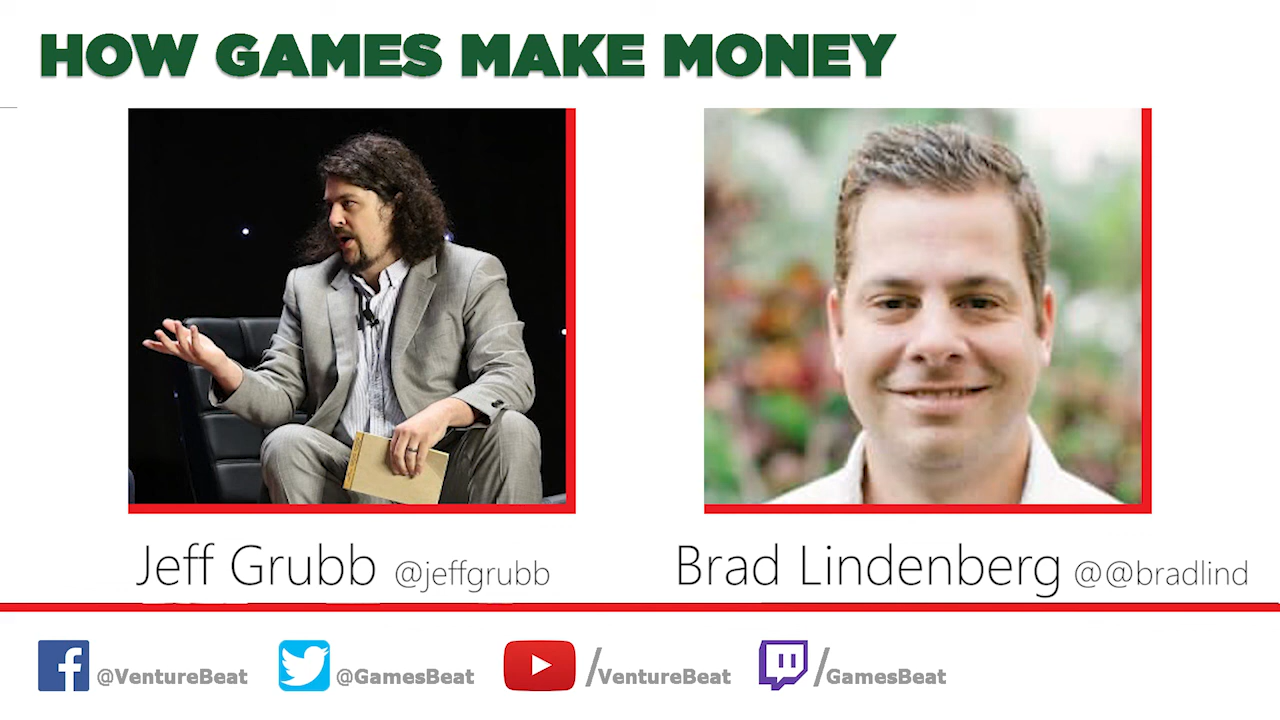 HOW GAMES MAKE MONEY
Jeff Grubb @jeffgrubb
Brad Lindenberg @@bradlind
@VentureBeat
@GamesBeat
/VentureBeat
/GamesBeat